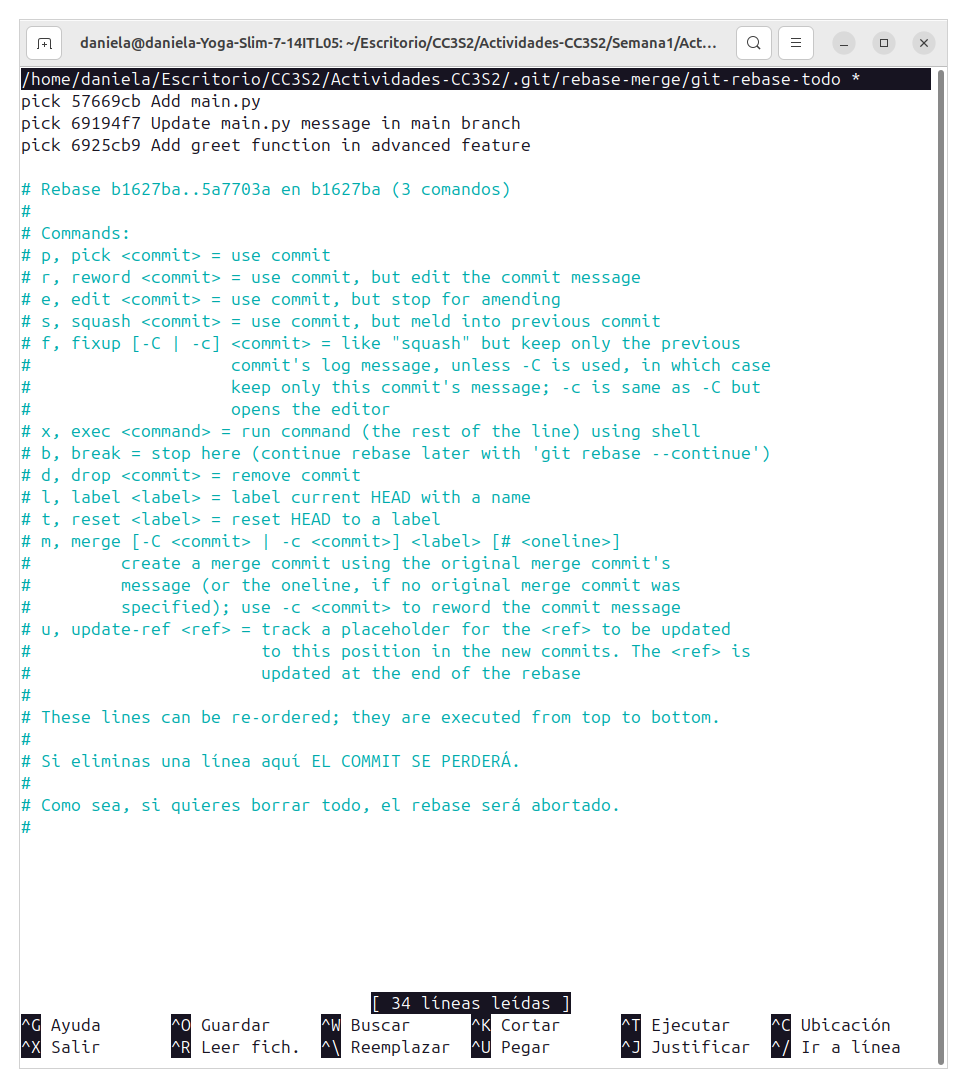 daniela@daniela-Yoga-Slim-7-14ITL05: ~/Escritorio/CC3S2/Actividades-CC3S2/Semana1/Act...
/home/daniela/Escritorio/CC3S2/Actividades-CC3S2/.git/rebase-merge/git-rebase-todo *
pick 57669cb Add main.py
pick 69194f7 Update main.py message in main branch
pick 6925cb9 Add greet function in advanced feature
# Rebase b1627ba..5a7703a en b1627ba (3 comandos)
#
# Commands:
# p, pick <commit> = use commit
# r, reword <commit> = use commit, but edit the commit message
# e, edit <commit> = use commit, but stop for amending
# s, squash <commit> = use commit, but meld into previous commit
# f, fixup [-C | -c] <commit> = like "squash" but keep only the previous
#                    commit's log message, unless -C is used, in which case
#                    keep only this commit's message; -c is same as -C but
#                    opens the editor
# x, exec <command> = run command (the rest of the line) using shell
# b, break = stop here (continue rebase later with 'git rebase --continue')
# d, drop <commit> = remove commit
# l, label <label> = label current HEAD with a name
# t, reset <label> = reset HEAD to a label
# m, merge [-C <commit> | -c <commit>] <label> [# <oneline>]
#         create a merge commit using the original merge commit's
#         message (or the oneline, if no original merge commit was
#         specified); use -c <commit> to reword the commit message
# u, update-ref <ref> = track a placeholder for the <ref> to be updated
#                       to this position in the new commits. The <ref> is
#                       updated at the end of the rebase
#
# These lines can be re-ordered; they are executed from top to bottom.
#
# Si eliminas una línea aquí EL COMMIT SE PERDERÁ.
#
# Como sea, si quieres borrar todo, el rebase será abortado.
#
[ 34 líneas leídas ]
^G Ayuda ^O Guardar ^W Buscar ^K Cortar ^T Ejecutar ^C Ubicación
^X Salir ^R Leer fich. ^\ Reemplazar ^U Pegar ^J Justificar ^/ Ir a línea